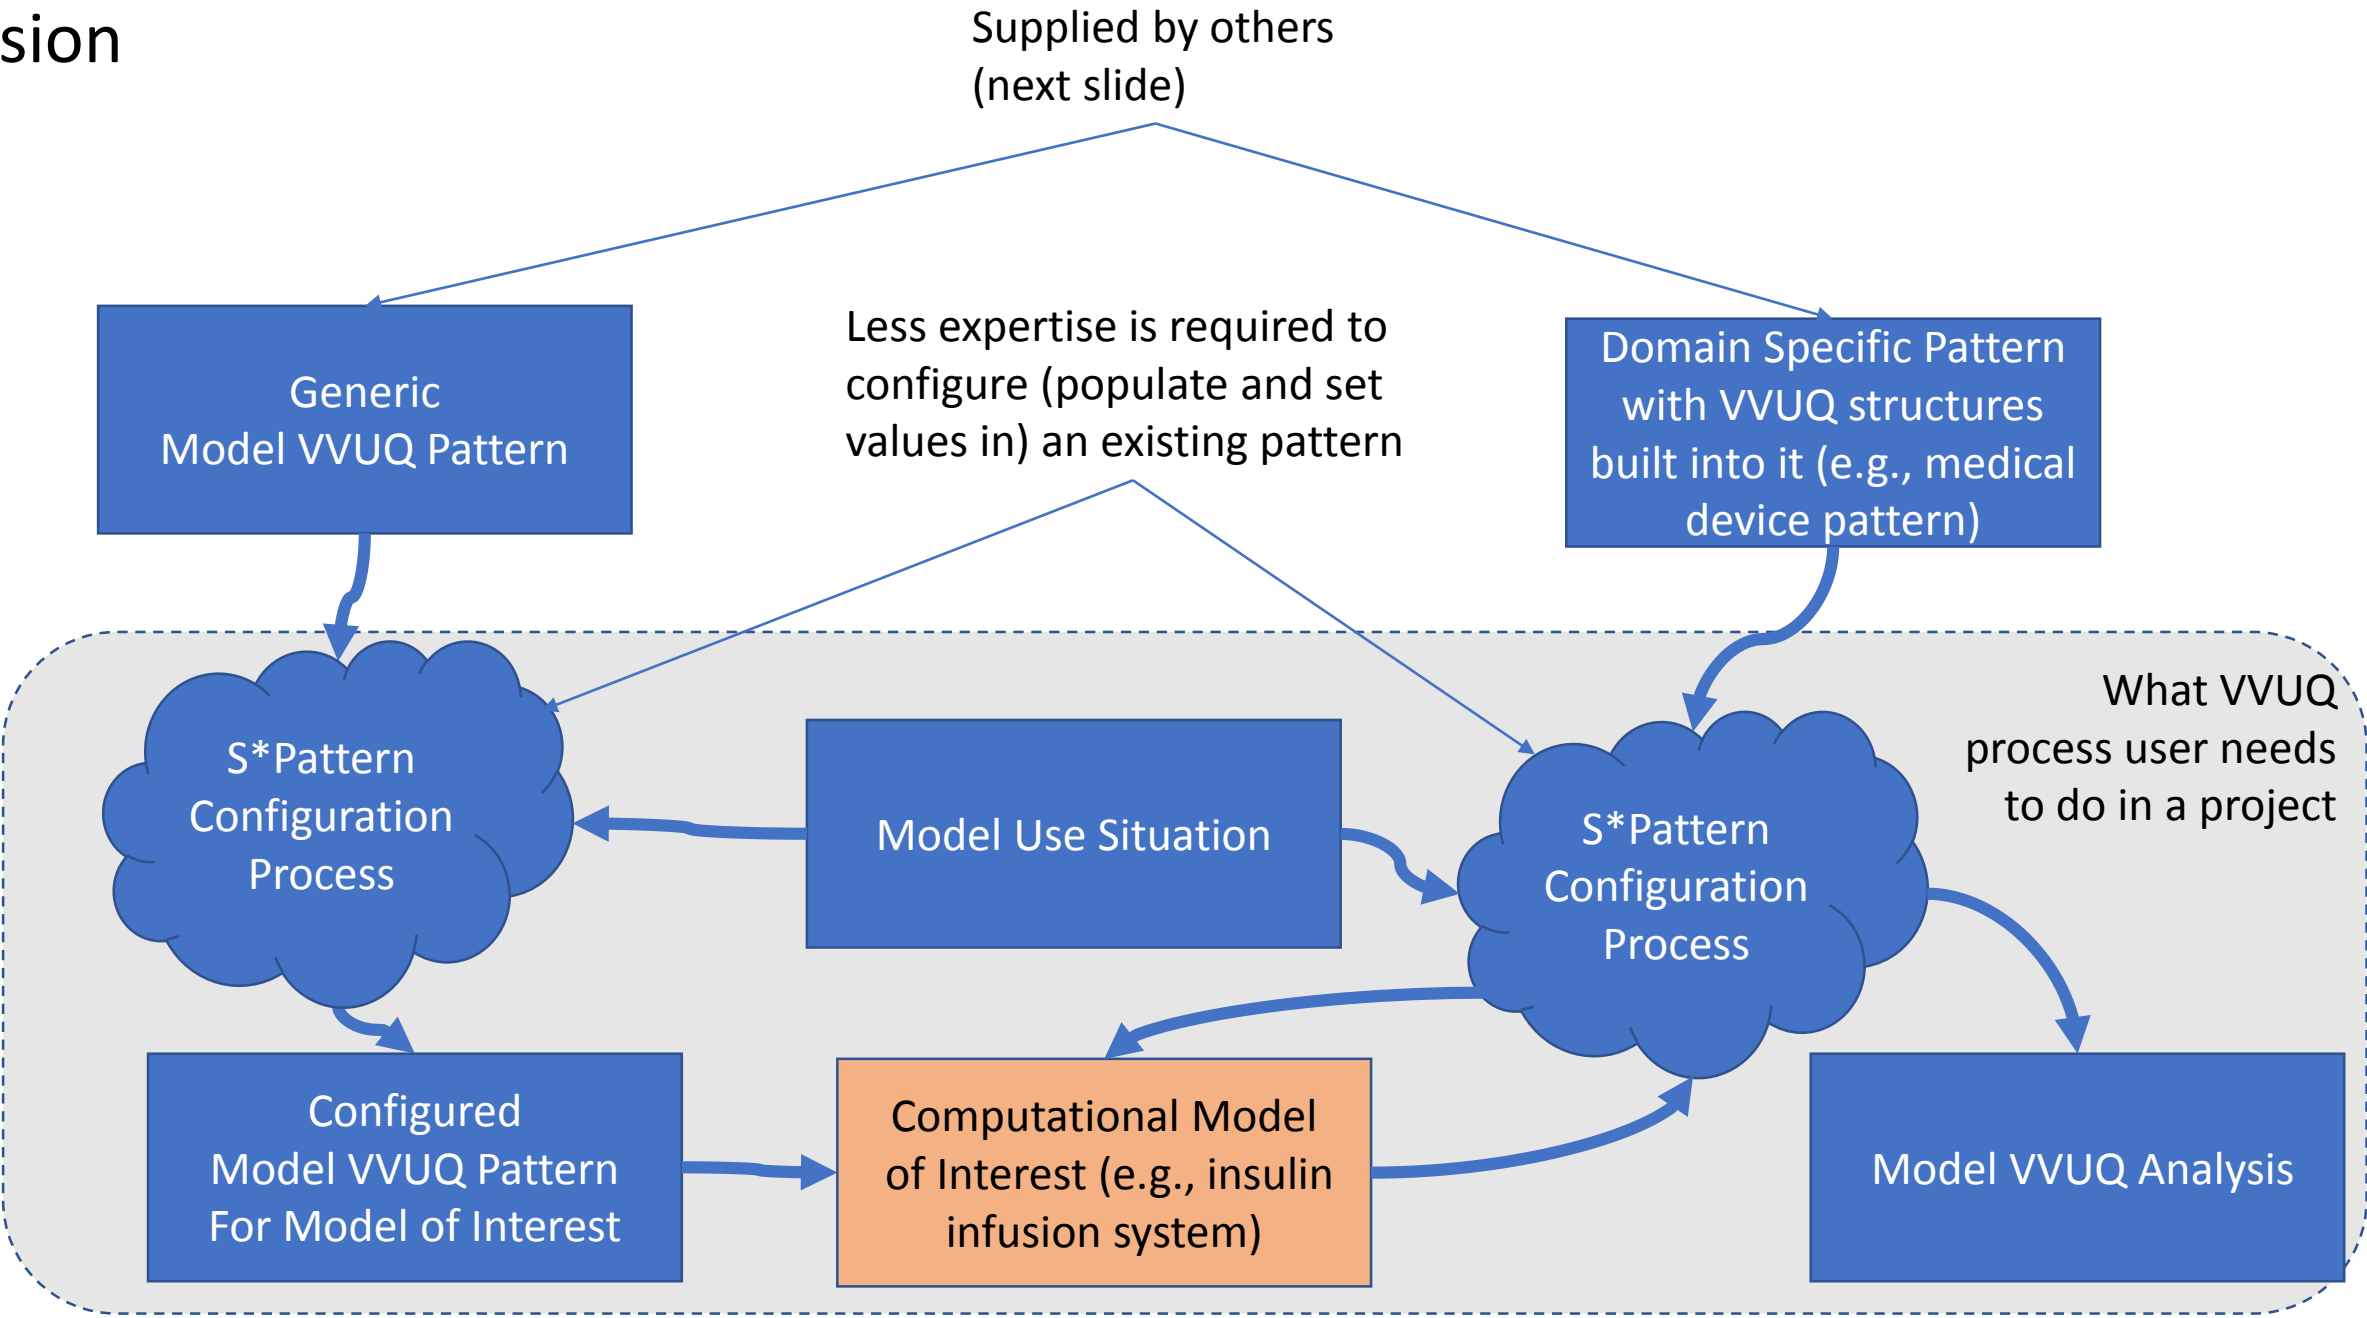 sion
Supplied by others
(next slide)
Generic
Model VVUQ Pattern
Less expertise is required to
configure (populate and set
values in) an existing pattern
Domain Specific Pattern
with VVUQ structures
built into it (e.g., medical
device pattern)
What VVUQ
process user needs
to do in a project
S*Pattern
Configuration
Process
Model Use Situation
S*Pattern
Configuration
Process
Configured
Model VVUQ Pattern
For Model of Interest
Computational Model
of Interest (e.g., insulin
infusion system)
Model VVUQ Analysis